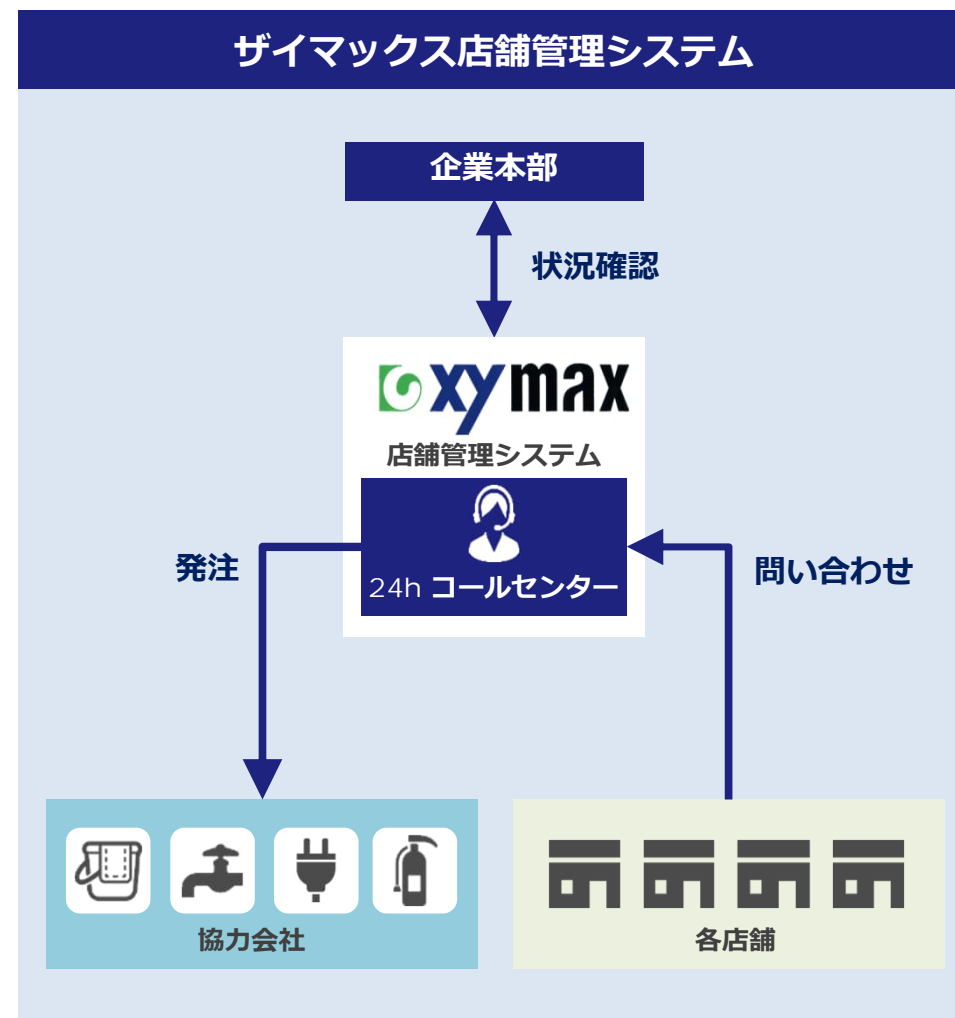 ザイマックス店舗管理システム
企業本部
状況確認
xymax
店舗管理システム
発注
24h コールセンター
問い合わせ
協力会社
各店舗